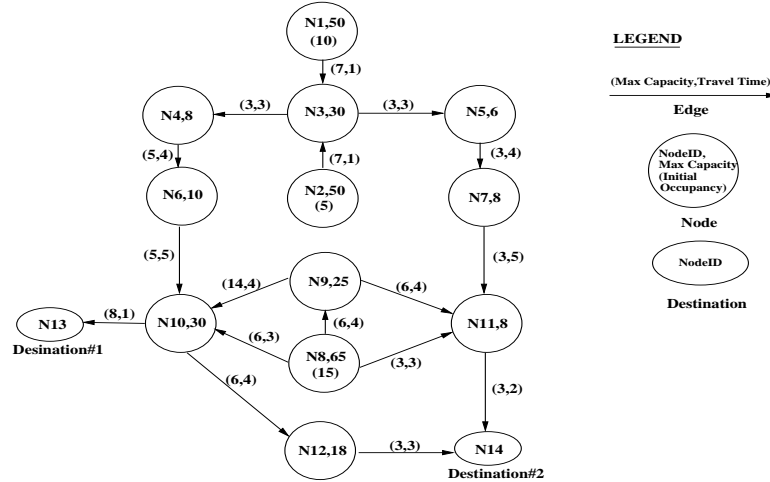 N1,50
(10)
(7,1)
N4,8
(3,3)
N3,30
(3,3)
N5,6
(5,4)
(7,1)
(3,4)
N6,10
N2,50
(5)
N7,8
(5,5)
(3,5)
(14,4)
N9,25
(6,4)
N13
(8,1)
N10,30
(6,3)
(6,4)
N11,8
Desination#1
N8,65
(15)
(3,3)
(6,4)
(3,2)
N12,18
(3,3)
N14
Destination#2
LEGEND
(Max Capacity,Travel Time)
Edge
NodeID,
Max Capacity
(Initial
Occupancy)
Node
NodeID
Destination